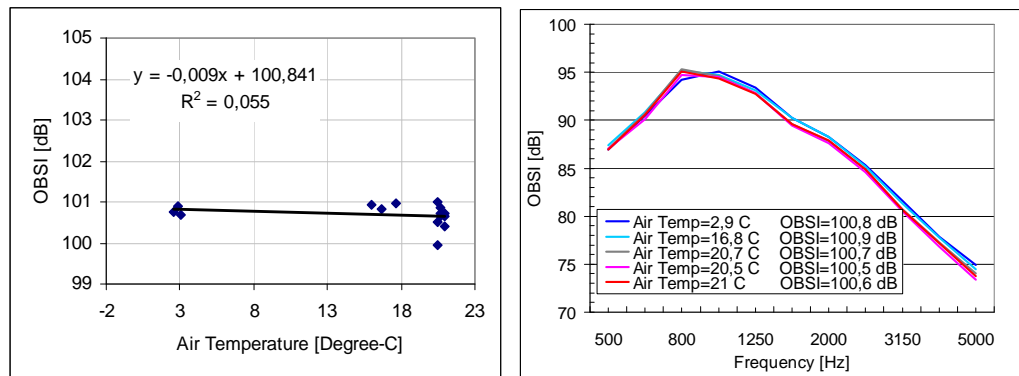 105
104
103
102
101
100
99
OBSI [dB]
y = -0,009x + 100,841
R² = 0,055
-2 3 8 13 18 23
Air Temperature [Degree-C]
100
95
90
85
80
75
70
OBSI [dB]
Air Temp=2,9 C OBSI=100,8 dB
Air Temp=16,8 C OBSI=100,9 dB
Air Temp=20,7 C OBSI=100,7 dB
Air Temp=20,5 C OBSI=100,5 dB
Air Temp=21 C OBSI=100,6 dB
500 800 1250 2000 3150 5000
Frequency [Hz]